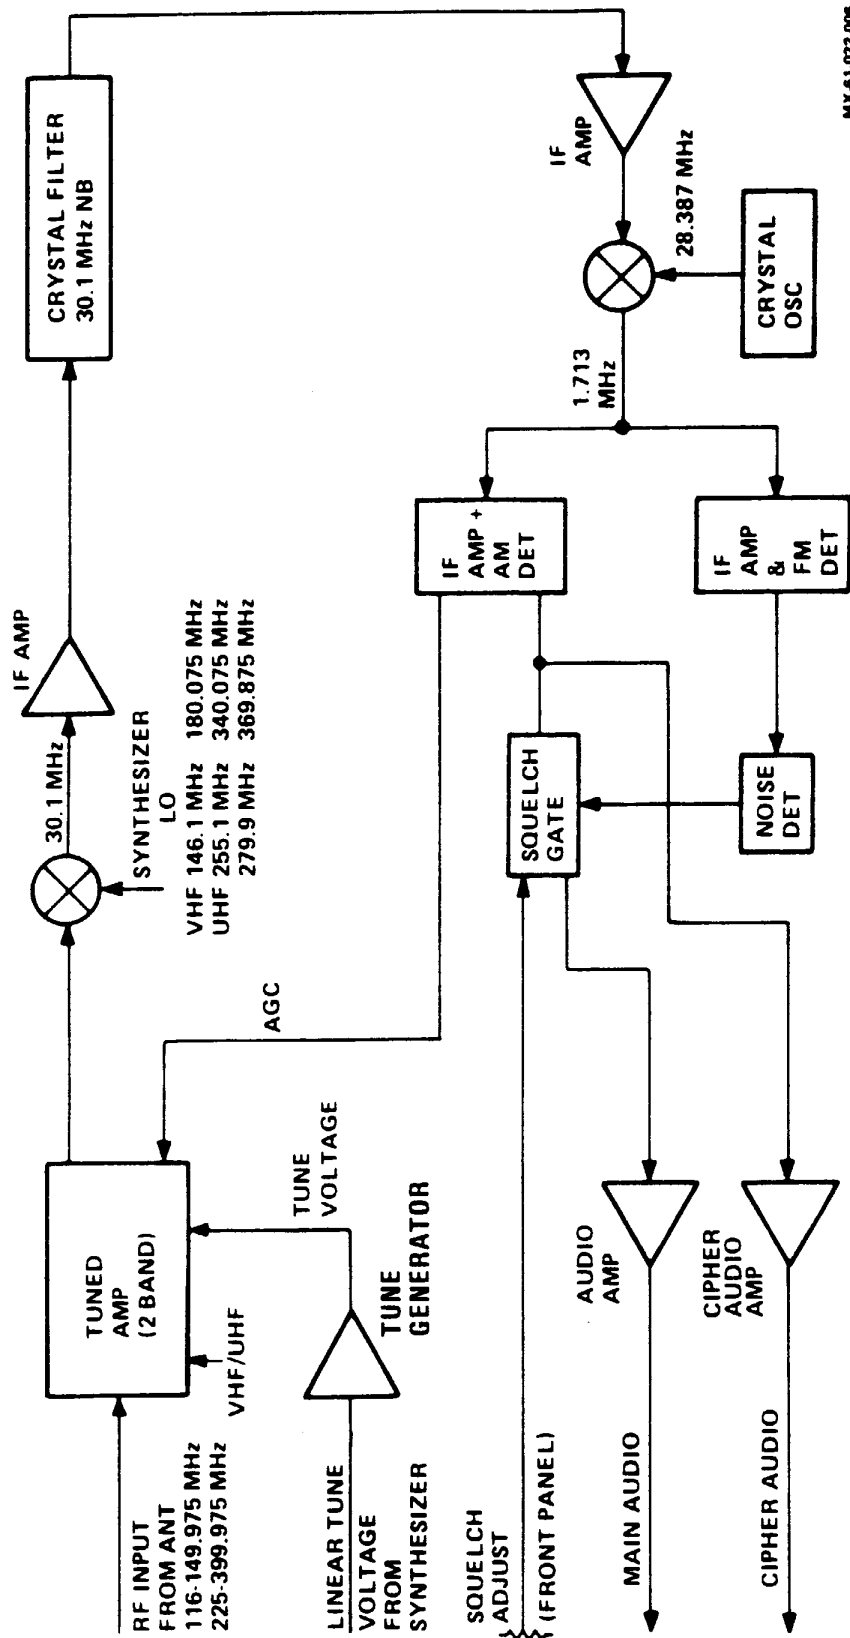 RF INPUT
FROM ANT
116-149.975 MHz
225-399.975 MHz
TUNED
AMP
(2 BAND)
VHF/UHF
LINEAR TUNE
VOLTAGE
FROM
SYNTHESIZER
TUNE
GENERATOR
TUNE
VOLTAGE
AGC
30.1 MHz
SYNTHESIZER
LO
VHF 146.1 MHz 180.075 MHz
UHF 255.1 MHz 340.075 MHz
279.9 MHz 369.875 MHz
IF AMP
CRYSTAL FILTER
30.1 MHz NB
IF
AMP
28.387 MHz
CRYSTAL
OSC
1.713
MHz
IF
AMP +
AM
DET
IF
AMP
&
FM
DET
NOISE
DET
SQUELCH
GATE
SQUELCH
ADJUST
(FRONT PANEL)
AUDIO
AMP
MAIN AUDIO
CIPHER
AUDIO
AMP
CIPHER AUDIO